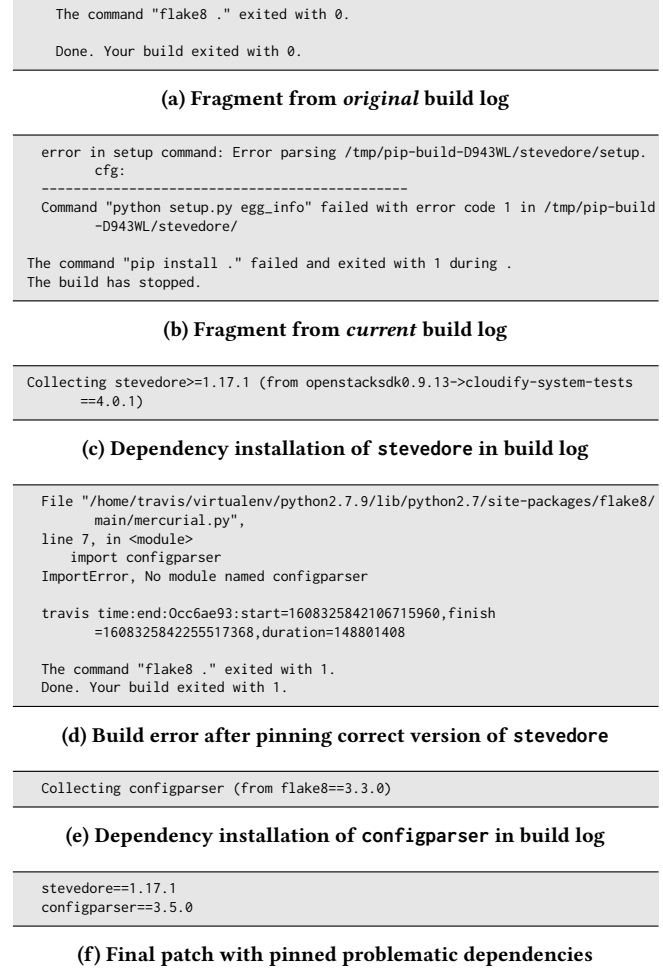 The command "flake8 ." exited with 0.
Done. Your build exited with 0.
(a) Fragment from original build log
error in setup command: Error parsing /tmp/pip-build-D943WL/stevedore/setup.
cfg:
----------------------------------------------
Command "python setup.py egg_info" failed with error code 1 in /tmp/pip-build
-D943WL/stevedore/
The command "pip install ." failed and exited with 1 during .
The build has stopped.
(b) Fragment from current build log
Collecting stevedore>=1.17.1 (from openstacksdk0.9.13->cloudify-system-tests
==4.0.1)
(c) Dependency installation of stevedore in build log
File "/home/travis/virtualenv/python2.7.9/lib/python2.7/site-packages/flake8/
main/mercurial.py",
line 7, in <module>
import configparser
ImportError, No module named configparser
travis time:end:0cc6ae93:start=1608325842106715960,finish
=1608325842255517368,duration=148801408
The command "flake8 ." exited with 1.
Done. Your build exited with 1.
(d) Build error after pinning correct version of stevedore
Collecting configparser (from flake8==3.3.0)
(e) Dependency installation of configparser in build log
stevedore==1.17.1
configparser==3.5.0
(f) Final patch with pinned problematic dependencies